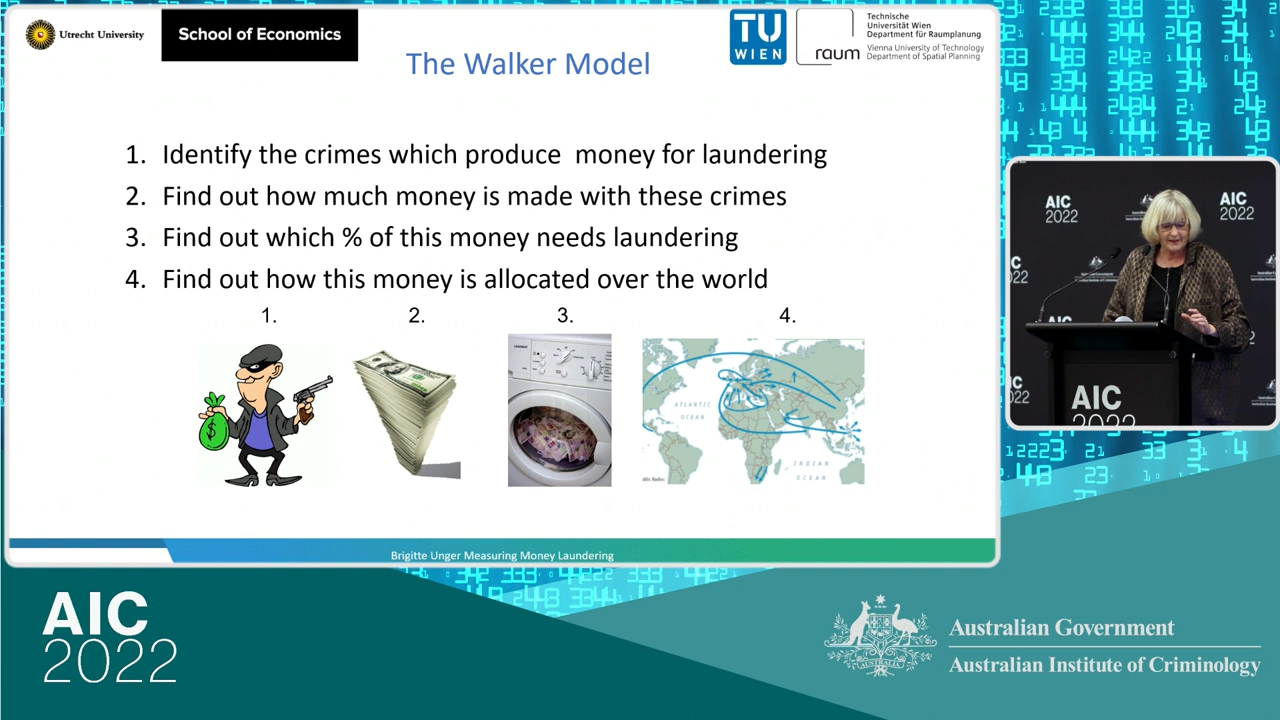 Utrecht University
School of Economics
TU
WIEN
raum
Technische
Universität Wien
Department für Raumplanung
Vienna University of Technology
Department of Spatial Planning
The Walker Model
1. Identify the crimes which produce money for laundering
2. Find out how much money is made with these crimes
3. Find out which % of this money needs laundering
4. Find out how this money is allocated over the world
1.
2.
3.
4.
$
ATLANTIC
OCEAN
INDIAN
OCEAN
Brigitte Unger Measuring Money Laundering
AIC
2022
AIC
2022
AIC
2022
AIC
2022
Australian Government
Australian Institute of Criminology